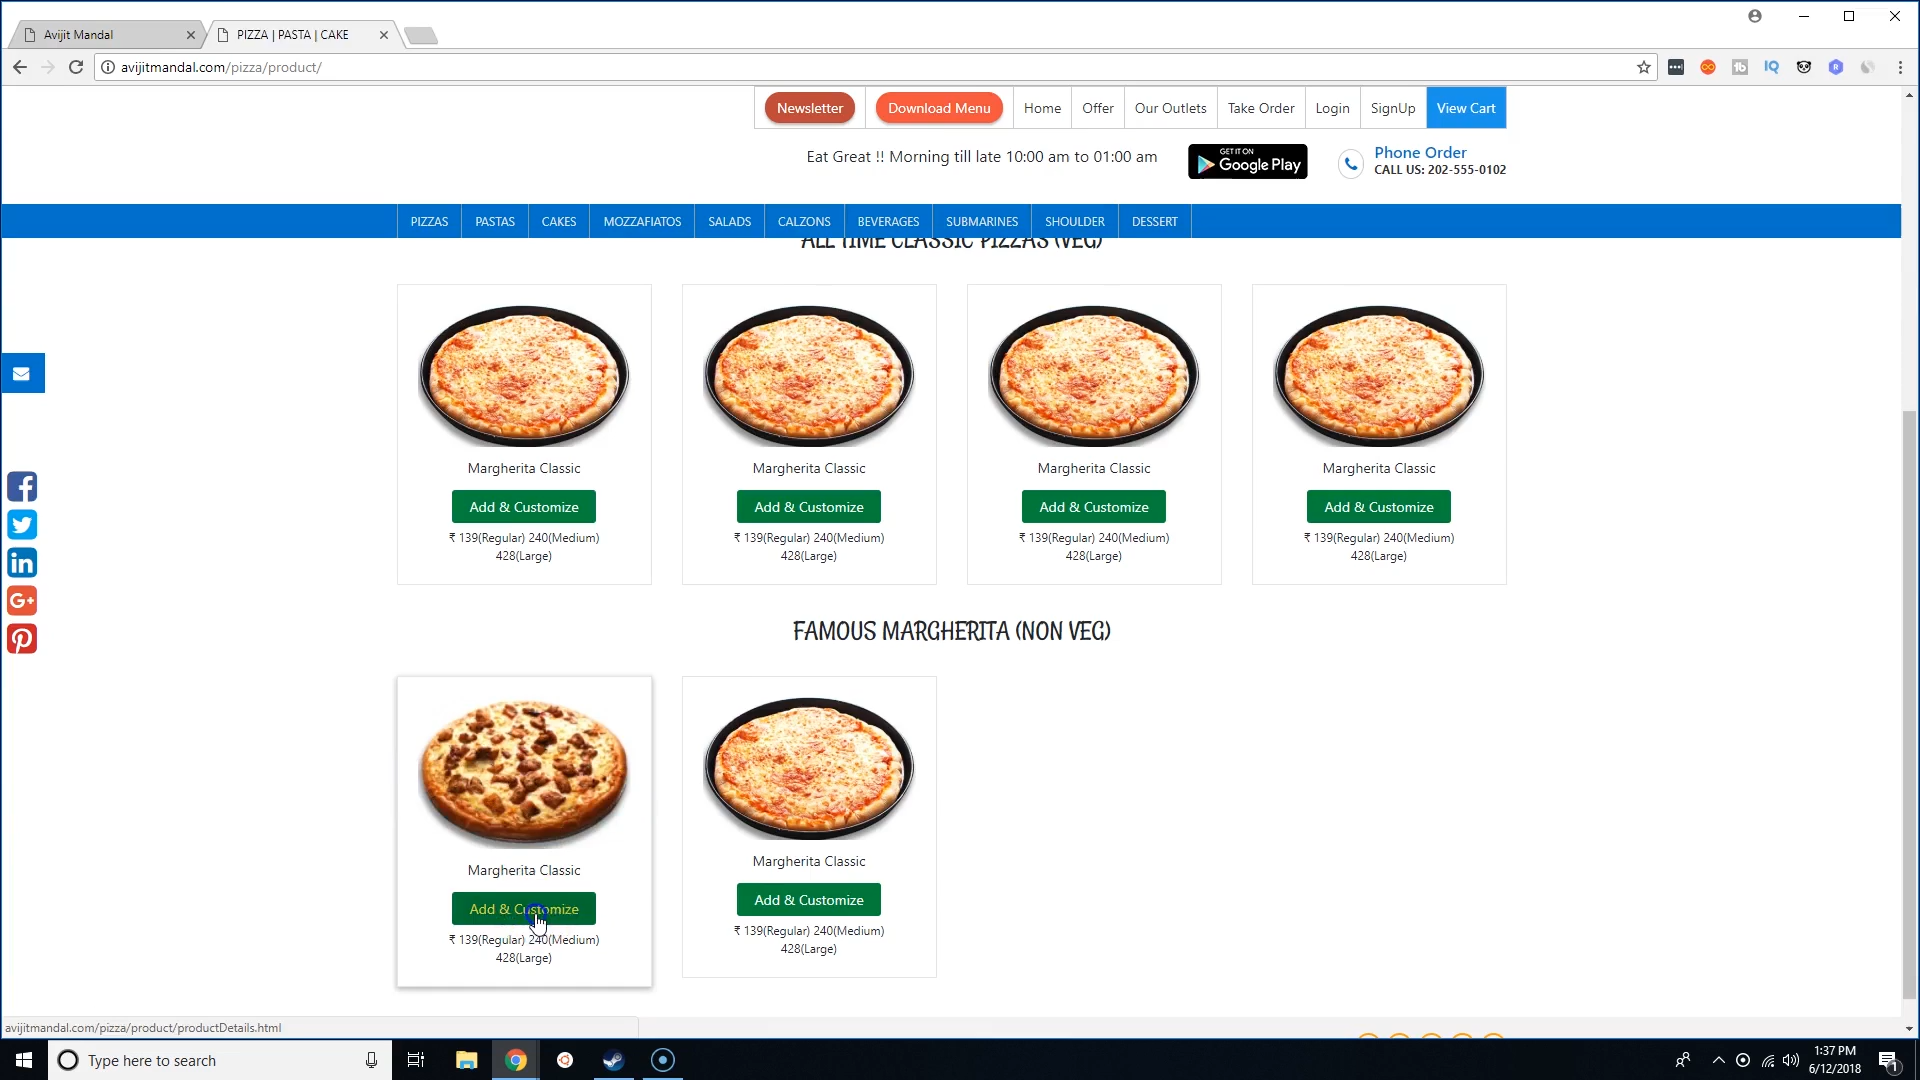 Avijit Mandal
PIZZA | PASTA | CAKE
avijitmandal.com/pizza/product/
Newsletter
Download Menu
Home
Offer
Our Outlets
Take Order
Login
SignUp
View Cart
Eat Great !! Morning till late 10:00 am to 01:00 am
GET IT ON
Google Play
Phone Order
CALL US: 202-555-0102
PIZZAS
PASTAS
CAKES
MOZZAFIATOS
SALADS
CALZONS
BEVERAGES
SUBMARINES
SHOULDER
DESSERT
ALL TIME CLASSIC PIZZAS (VEG)
Margherita Classic
Add & Customize
₹ 139(Regular) 240(Medium)
428(Large)
Margherita Classic
Add & Customize
₹ 139(Regular) 240(Medium)
428(Large)
Margherita Classic
Add & Customize
₹ 139(Regular) 240(Medium)
428(Large)
Margherita Classic
Add & Customize
₹ 139(Regular) 240(Medium)
428(Large)
FAMOUS MARGHERITA (NON VEG)
Margherita Classic
Add & Customize
₹ 139(Regular) 240(Medium)
428(Large)
Margherita Classic
Add & Customize
₹ 139(Regular) 240(Medium)
428(Large)
avijitmandal.com/pizza/product/productDetails.html
Type here to search
1:37 PM
6/12/2018
1